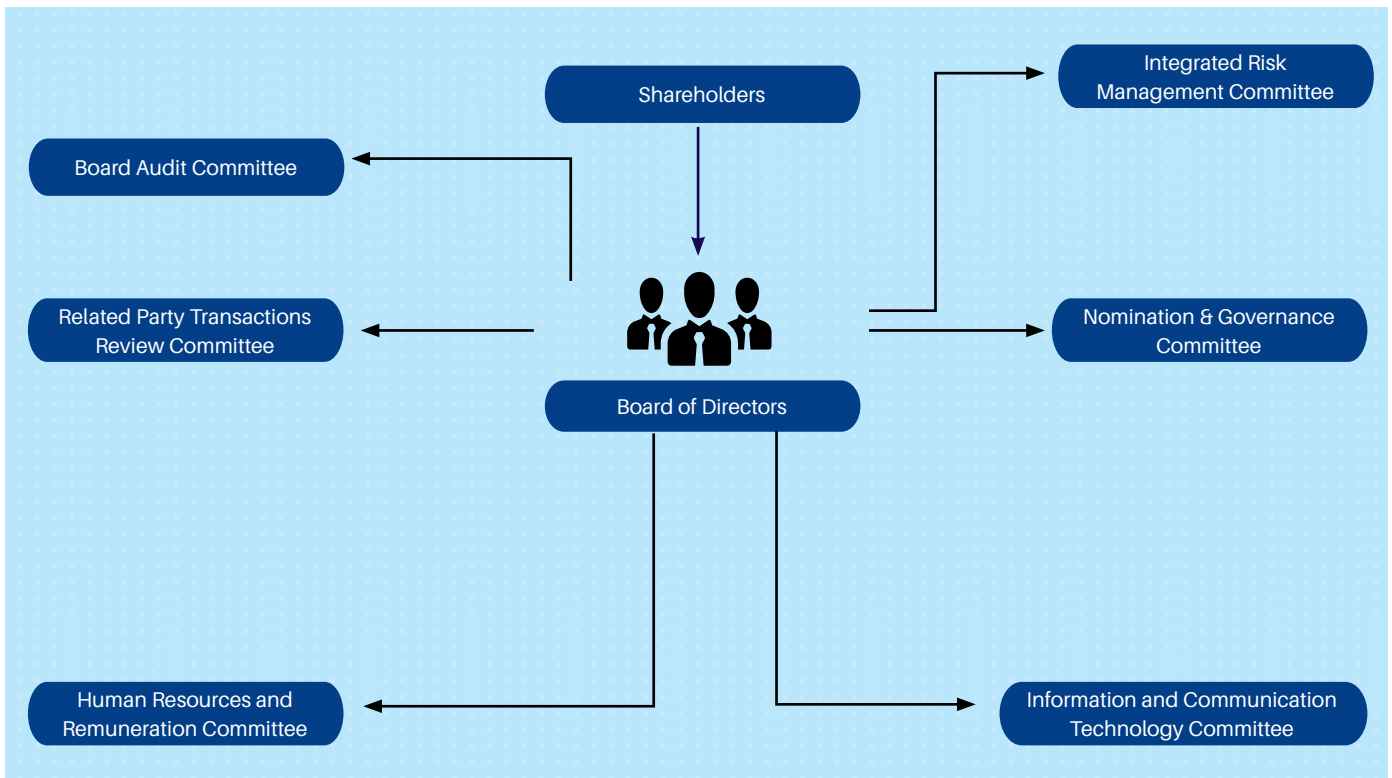 Shareholders
Integrated Risk
Management Committee
Board Audit Committee
Related Party Transactions
Review Committee
Nomination & Governance
Committee
Board of Directors
Human Resources and
Remuneration Committee
Information and Communication
Technology Committee